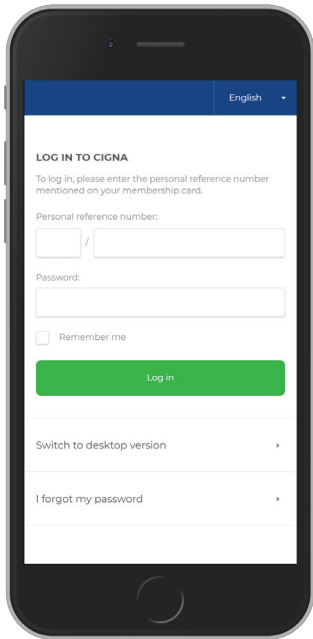 English
LOG IN TO CIGNA
To log in, please enter the personal reference number
mentioned on your membership card.
Personal reference number:
/
Password:
Remember me
Log in
Switch to desktop version
I forgot my password